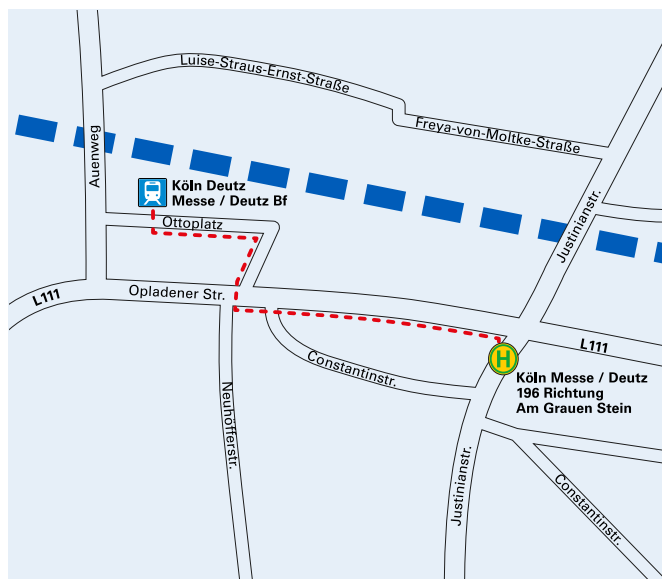 Luise-Straus-Ernst-Straße
Freya-von-Moltke-Straße
Auenweg
Köln Deutz
Messe / Deutz Bf
Ottoplatz
Justinianstr.
L111
Opladener Str.
L111
H
Constantinstr.
Köln Messe / Deutz
196 Richtung
Am Grauen Stein
Neuhöfferstr.
Justinianstr.
Constantinstr.